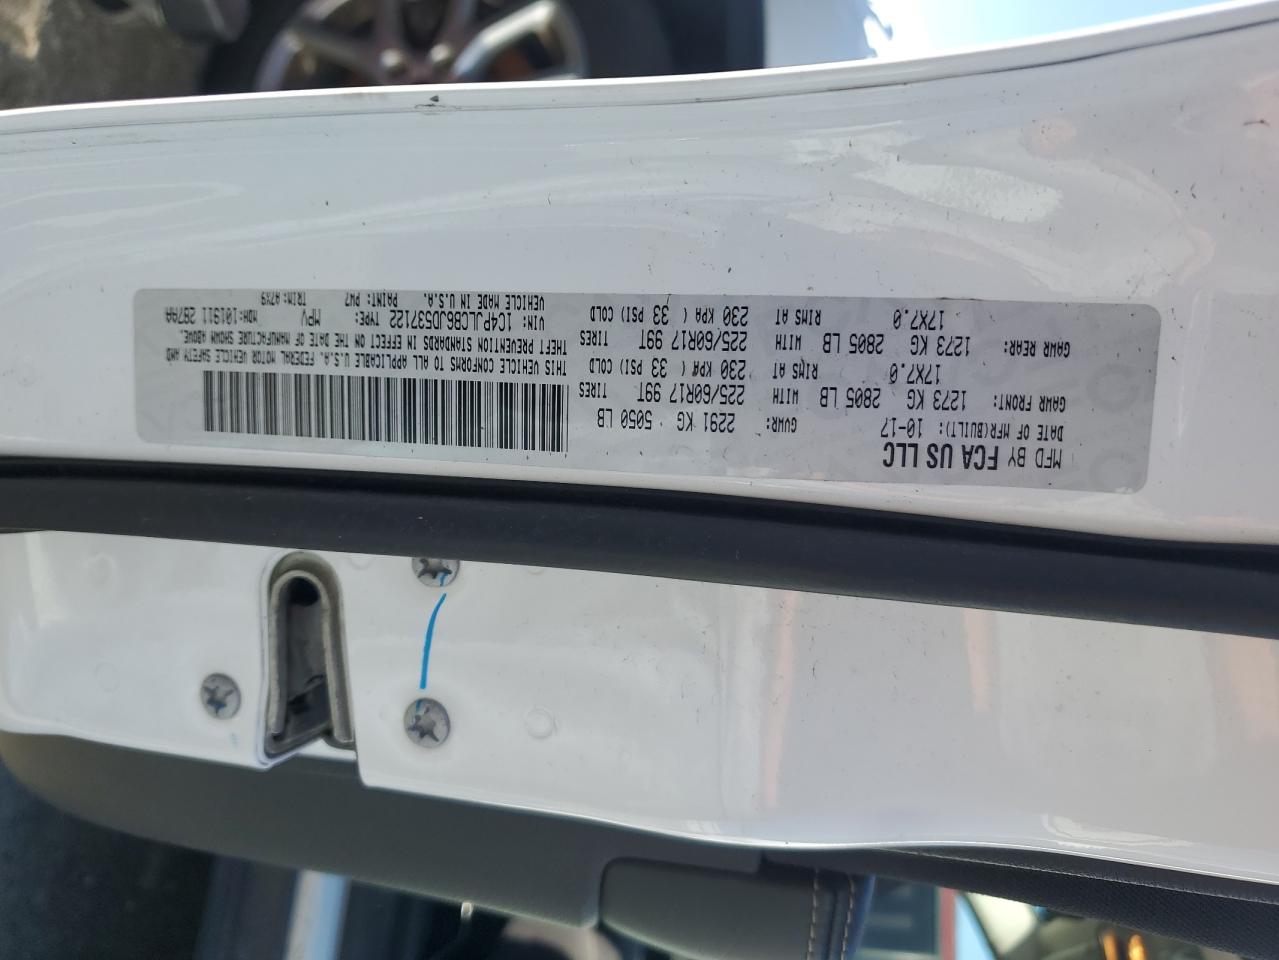 MFD BY FCA US LLC
DATE OF MFR(BUILT): 10-17 GVWR: 2291 KG 5050 LB
GAWR FRONT: 1273 KG 2805 LB WITH 225/60R17 99T TIRES
17X7.0 RIMS AT 230 KPA ( 33 PSI) COLD
GAWR REAR: 1273 KG 2805 LB WITH 225/60R17 99T TIRES
17X7.0 RIMS AT 230 KPA ( 33 PSI) COLD
THIS VEHICLE CONFORMS TO ALL APPLICABLE U.S.A. FEDERAL MOTOR VEHICLE SAFETY AND
THEFT PREVENTION STANDARDS IN EFFECT ON THE DATE OF MANUFACTURE SHOWN ABOVE.
VIN: 1C4PJLCB6JD537122 TYPE: MPV MDH:101911 297AA
VEHICLE MADE IN U.S.A. PAINT: PW7 TRIM:A7X9